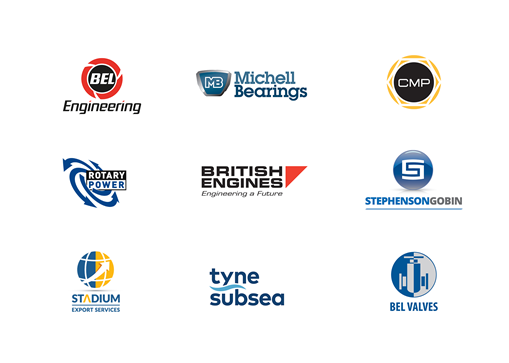 BEL
Engineering
MB
Michell
Bearings
CMP
ROTARY
POWER
BRITISH
ENGINES
Engineering a Future
S
STEPHENSONGOBIN
STADIUM
EXPORT SERVICES
tyne
subsea
BEL VALVES